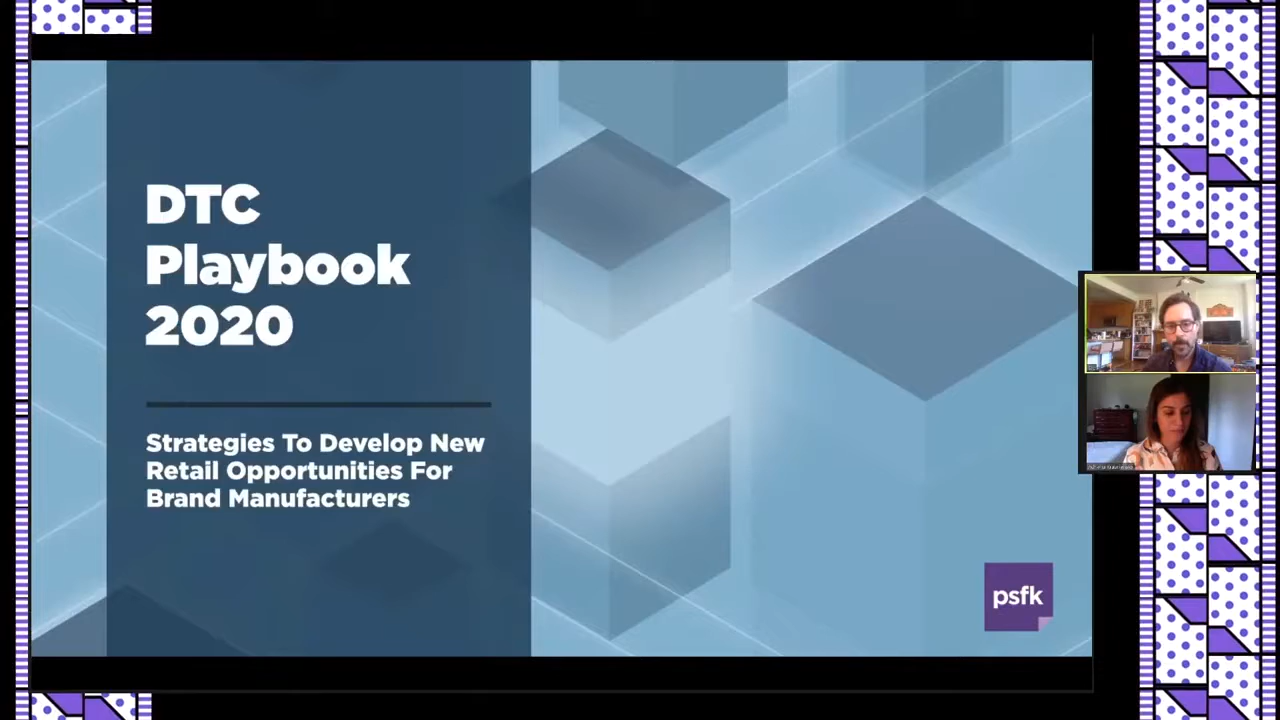 DTC
Playbook
2020
Strategies To Develop New
Retail Opportunities For
Brand Manufacturers
psfk